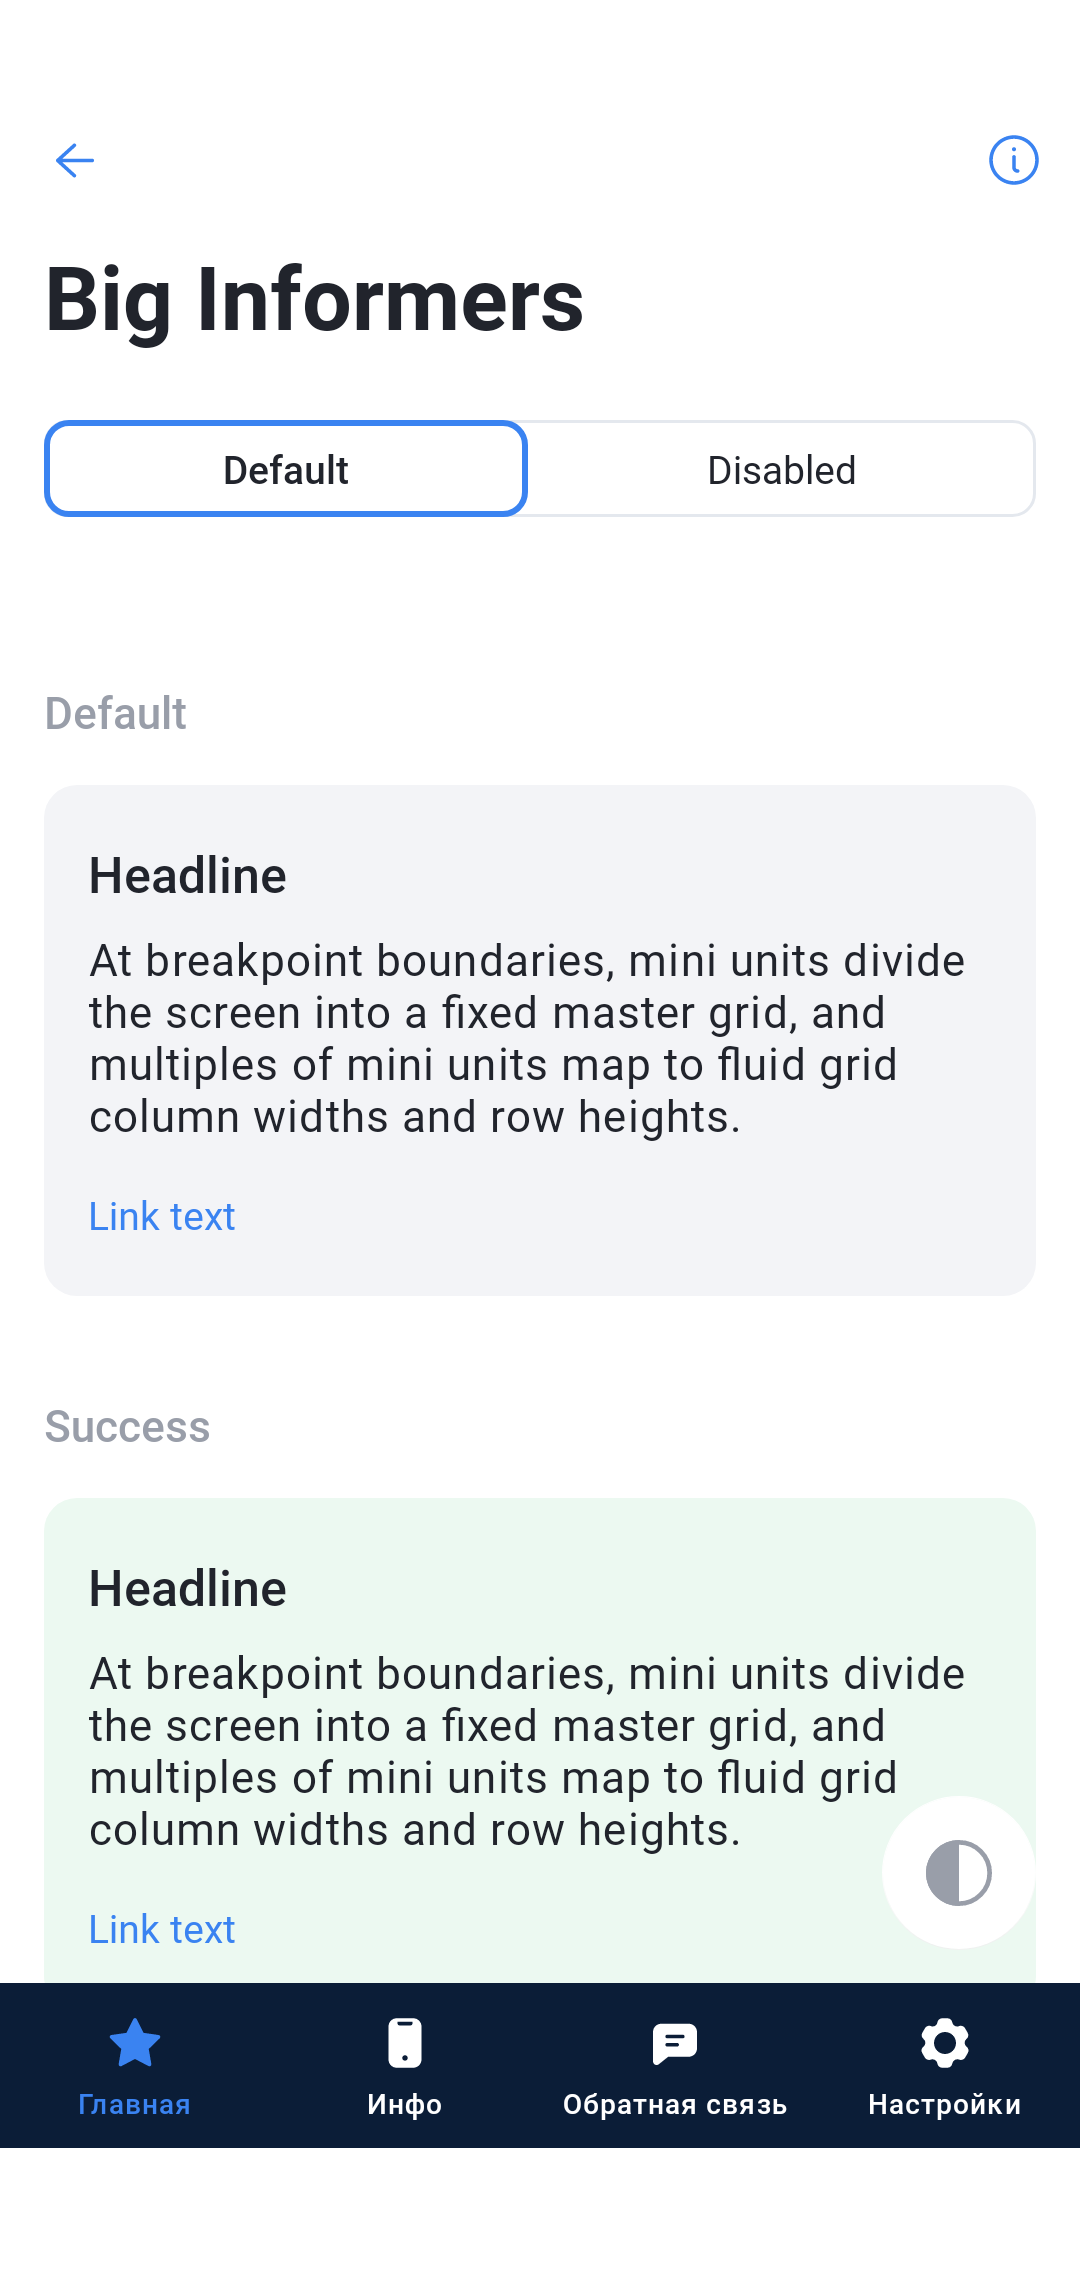 Big Informers
Default
Disabled
Default
Headline
At breakpoint boundaries, mini units divide
the screen into a fixed master grid, and
multiples of mini units map to fluid grid
column widths and row heights.
Link text
Success
Headline
At breakpoint boundaries, mini units divide
the screen into a fixed master grid, and
multiples of mini units map to fluid grid
column widths and row heights.
Link text
Главная
Инфо
Обратная связь
Настройки